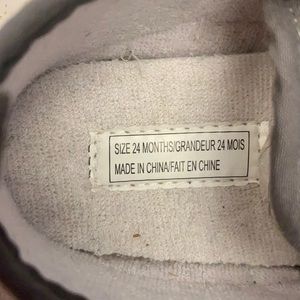 SIZE 24 MONTHS/GRANDEUR 24 MOIS
MADE IN CHINA/FAIT EN CHINE